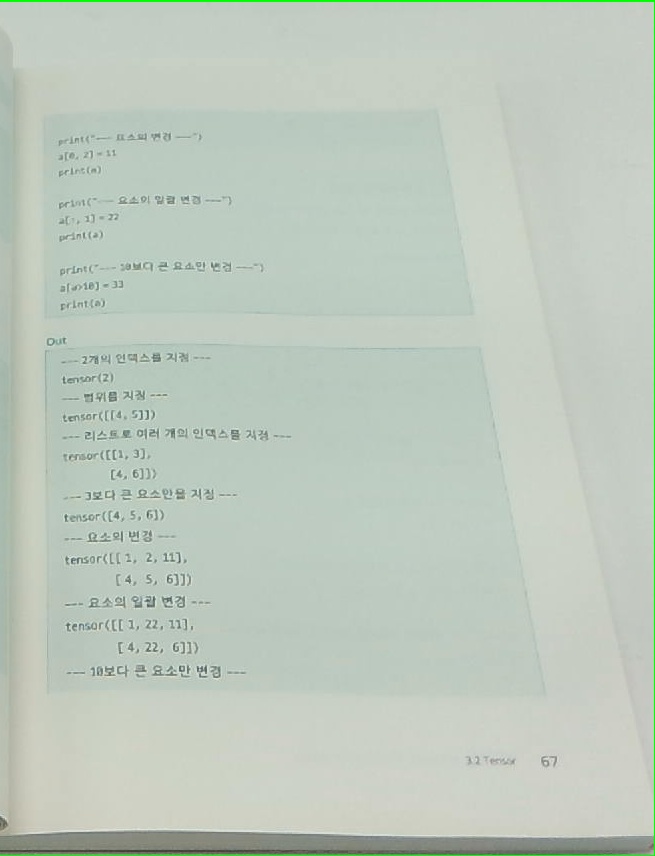 print("--- 요소의 변경 ---")
a[0, 2] = 11
print(a)
print("--- 요소의 일괄 변경 ---")
a[:, 1] = 22
print(a)
print("--- 10보다 큰 요소만 변경 ---")
a[a>10] = 33
print(a)
Out
--- 2개의 인덱스를 지정 ---
tensor(2)
--- 범위를 지정 ---
tensor([[4, 5]])
--- 리스트로 여러 개의 인덱스를 지정 ---
tensor([[1, 3],
[4, 6]])
--- 3보다 큰 요소만을 지정 ---
tensor([4, 5, 6])
--- 요소의 변경 ---
tensor([[ 1, 2, 11],
[ 4, 5, 6]])
--- 요소의 일괄 변경 ---
tensor([[ 1, 22, 11],
[ 4, 22, 6]])
--- 10보다 큰 요소만 변경 ---
3.2 Tensor 67